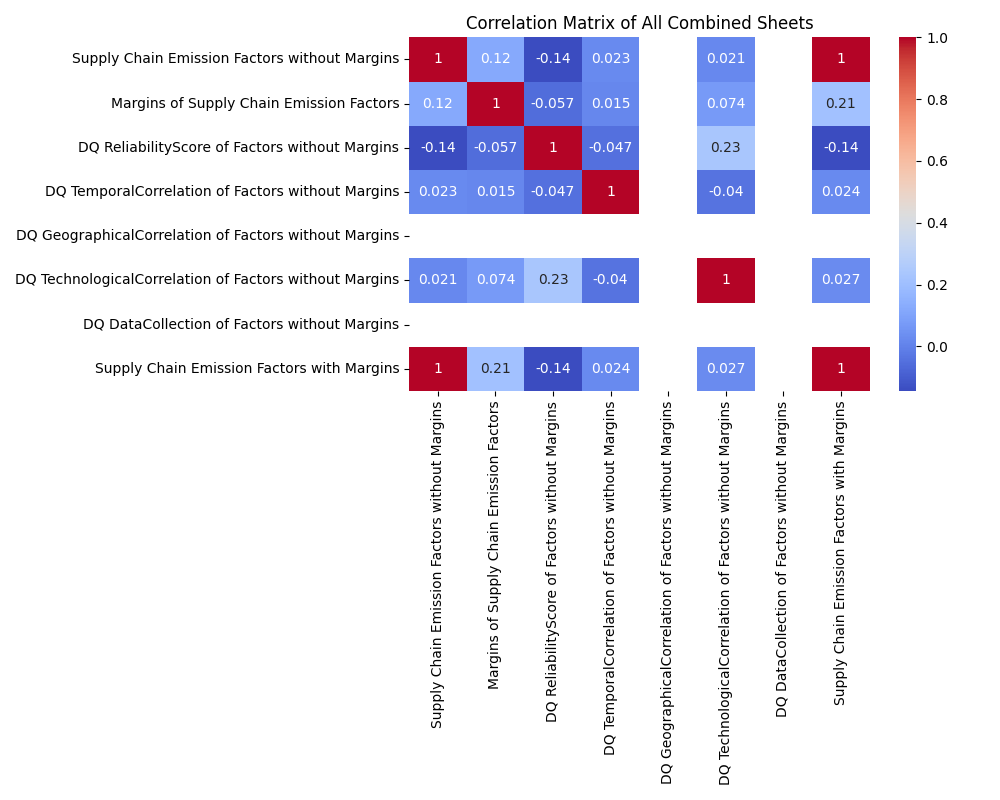 Correlation Matrix of All Combined Sheets
Supply Chain Emission Factors without Margins 1 0.12 -0.14 0.023 0.021 1
Margins of Supply Chain Emission Factors 0.12 1 -0.057 0.015 0.074 0.21
DQ ReliabilityScore of Factors without Margins -0.14 -0.057 1 -0.047 0.23 -0.14
DQ TemporalCorrelation of Factors without Margins 0.023 0.015 -0.047 1 -0.04 0.024
DQ GeographicalCorrelation of Factors without Margins
DQ TechnologicalCorrelation of Factors without Margins 0.021 0.074 0.23 -0.04 1 0.027
DQ DataCollection of Factors without Margins
Supply Chain Emission Factors with Margins 1 0.21 -0.14 0.024 0.027 1
Supply Chain Emission Factors without Margins
Margins of Supply Chain Emission Factors
DQ ReliabilityScore of Factors without Margins
DQ TemporalCorrelation of Factors without Margins
DQ GeographicalCorrelation of Factors without Margins
DQ TechnologicalCorrelation of Factors without Margins
DQ DataCollection of Factors without Margins
Supply Chain Emission Factors with Margins
1.0
0.8
0.6
0.4
0.2
0.0